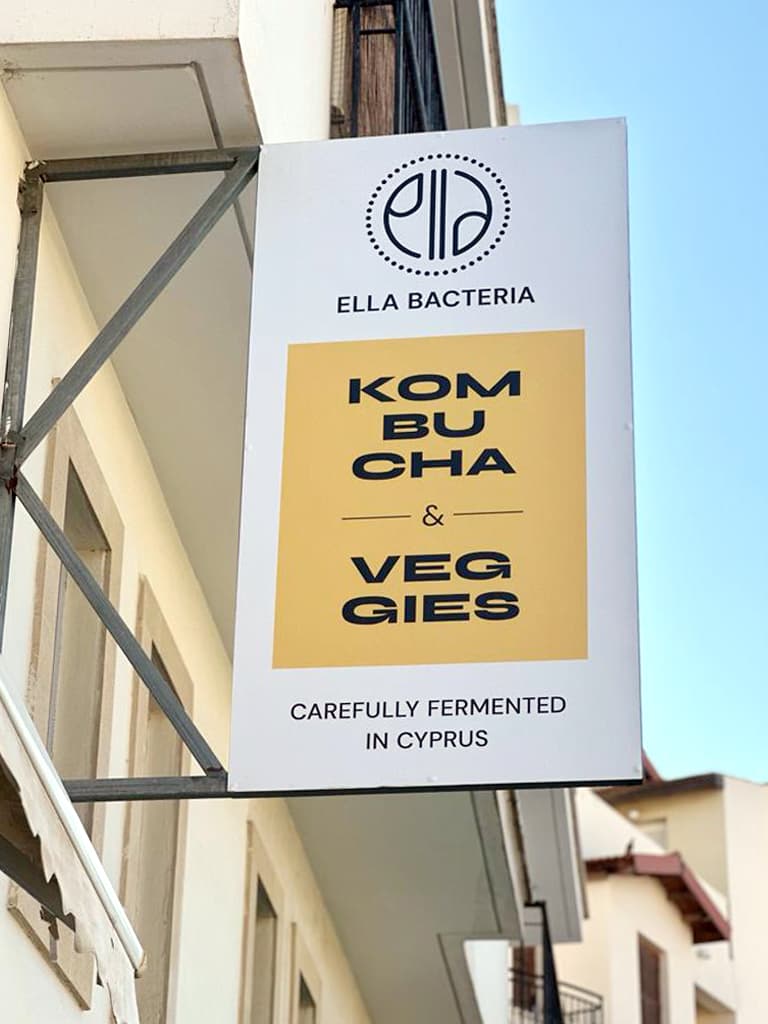 ella
ELLA BACTERIA
KOM
BU
CHA
&
VEG
GIES
CAREFULLY FERMENTED
IN CYPRUS